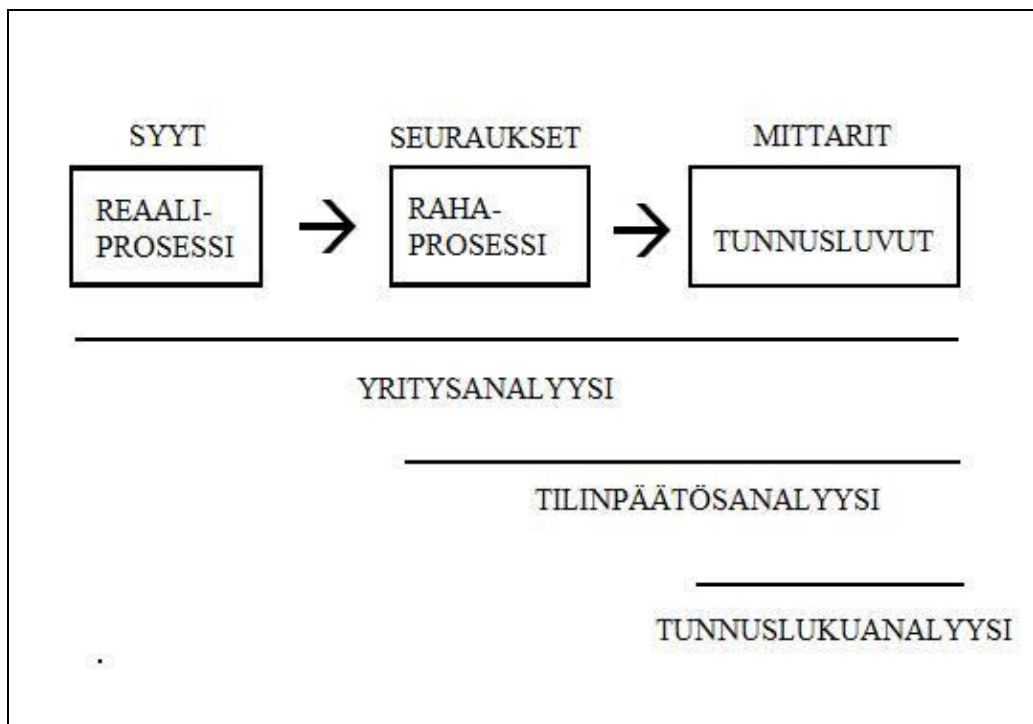 SYYT
SEURAUKSET
MITTARIT
REAALI-
PROSESSI
RAHA-
PROSESSI
TUNNUSLUVUT
YRITYSANALYYSI
TILINPÄÄTÖSANALYYSI
TUNNUSLUKUANALYYSI